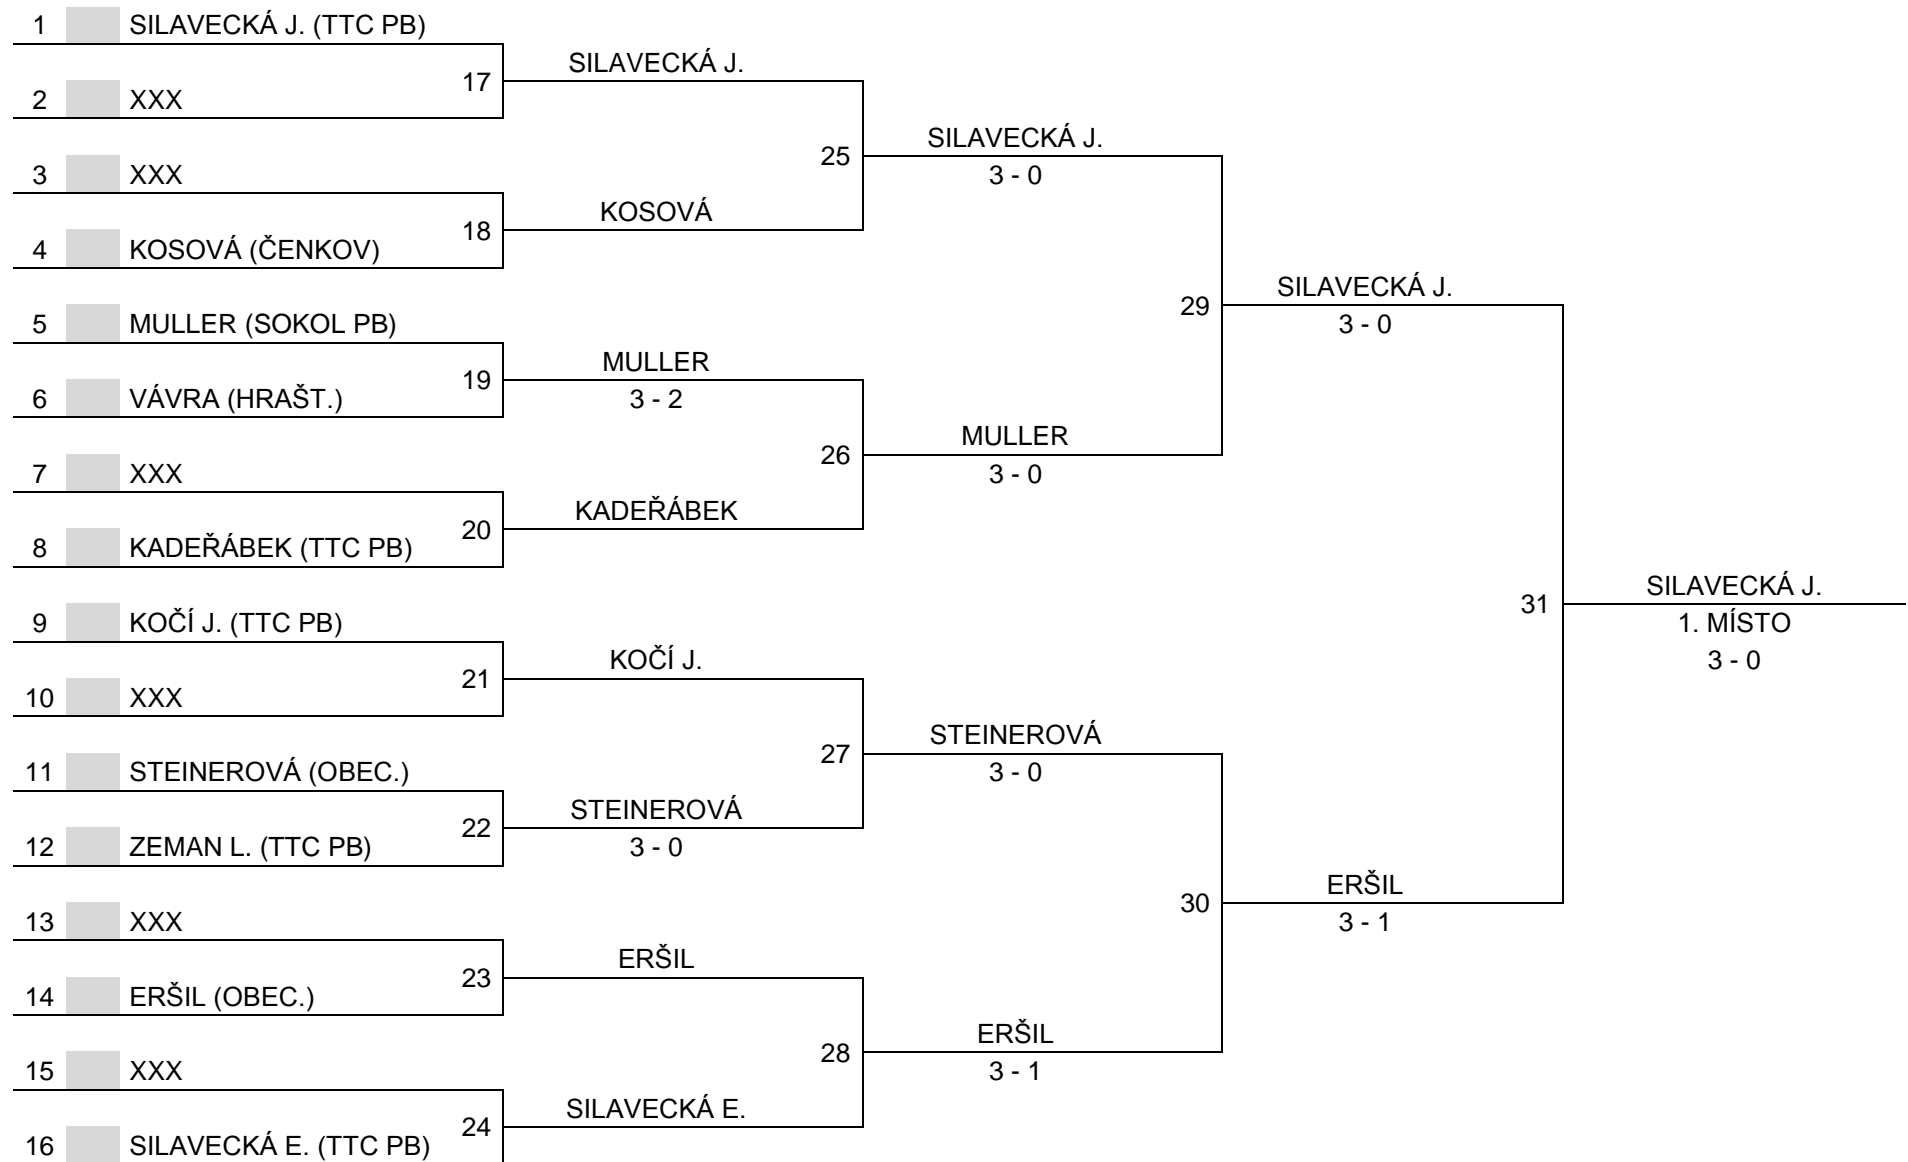 1 SILAVECKÁ J. (TTC PB)
17 SILAVECKÁ J.
2 XXX
25 SILAVECKÁ J.
3 - 0
3 XXX
18 KOSOVÁ
4 KOSOVÁ (ČENKOV)
29 SILAVECKÁ J.
3 - 0
5 MULLER (SOKOL PB)
19 MULLER
3 - 2
6 VÁVRA (HRAŠT.)
26 MULLER
3 - 0
7 XXX
20 KADEŘÁBEK
8 KADEŘÁBEK (TTC PB)
31 SILAVECKÁ J.
1. MÍSTO
3 - 0
9 KOČÍ J. (TTC PB)
21 KOČÍ J.
10 XXX
27 STEINEROVÁ
3 - 0
11 STEINEROVÁ (OBEC.)
22 STEINEROVÁ
3 - 0
12 ZEMAN L. (TTC PB)
30 ERŠIL
3 - 1
13 XXX
23 ERŠIL
14 ERŠIL (OBEC.)
28 ERŠIL
3 - 1
15 XXX
24 SILAVECKÁ E.
16 SILAVECKÁ E. (TTC PB)